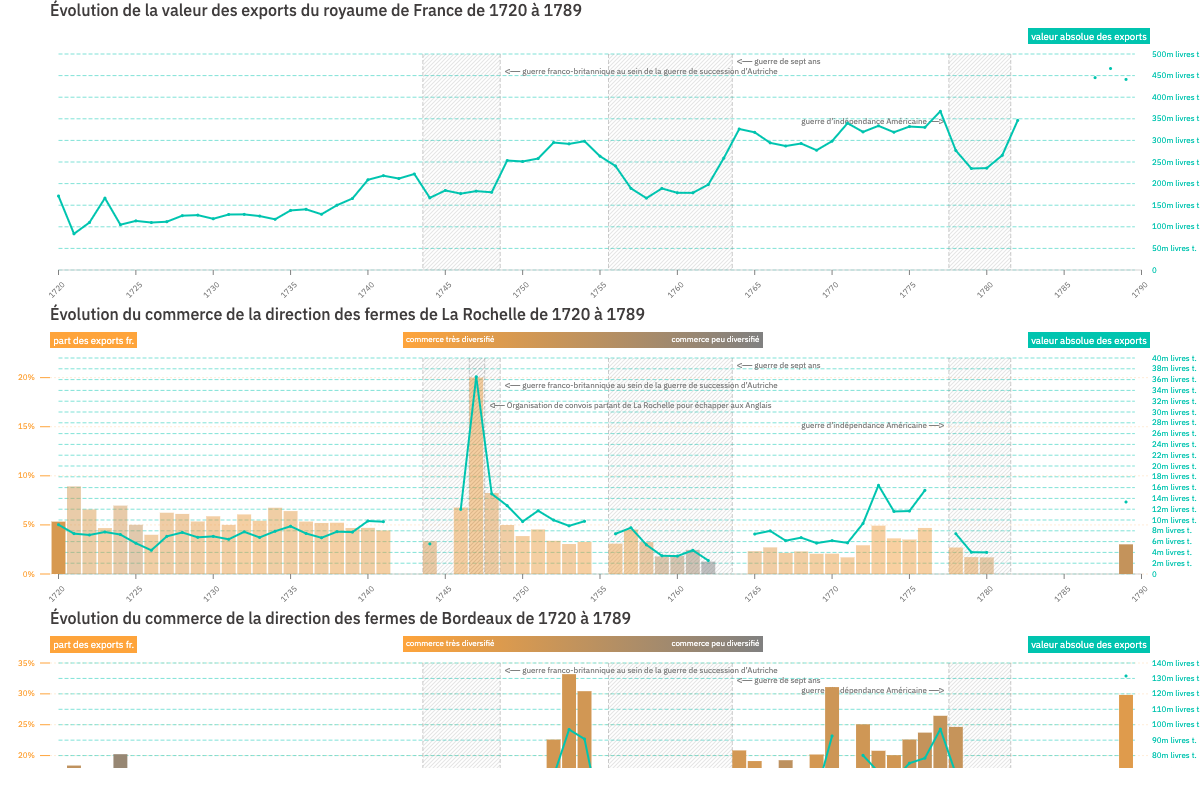 Évolution de la valeur des exports du royaume de France de 1720 à 1789
valeur absolue des exports
500m livres t
guerre de sept ans
guerre franco-britannique au sein de la guerre de succession d'Autriche
450m livres t
400m livres t
guerre d'indépendance Américaine
350m livres t
300m livres t
250m livres t
200m livres t
150m livres t
100m livres t
50m livres t.
0
1720 1725 1730 1735 1740 1745 1750 1755 1760 1765 1770 1775 1780 1785 1790
Évolution du commerce de la direction des fermes de La Rochelle de 1720 à 1789
part des exports fr. commerce très diversifié commerce peu diversifié valeur absolue des exports
40m livres t.
guerre de sept ans
38m livres t.
20%
36m livres t.
guerre franco-britannique au sein de la guerre de succession d'Autriche
34m livres t.
32m livres t.
Organisation de convois partant de La Rochelle pour échapper aux Anglais
30m livres t.
28m livres t.
15%
guerre d'indépendance Américaine
26m livres t.
24m livres t.
22m livres t.
20m livres t.
10%
18m livres t.
16m livres t.
14m livres t.
12m livres t.
5%
10m livres t.
8m livres t.
6m livres t.
4m livres t.
2m livres t.
0%
0
1720 1725 1730 1735 1740 1745 1750 1755 1760 1765 1770 1775 1780 1785 1790
Évolution du commerce de la direction des fermes de Bordeaux de 1720 à 1789
part des exports fr. commerce très diversifié commerce peu diversifié valeur absolue des exports
35%
140m livres t
guerre franco-britannique au sein de la guerre de succession d'Autriche
130m livres t
guerre de sept ans
30%
guerre dépendance Américaine
120m livres t
110m livres t
25%
100m livres t
90m livres t.
20%
80m livres t.